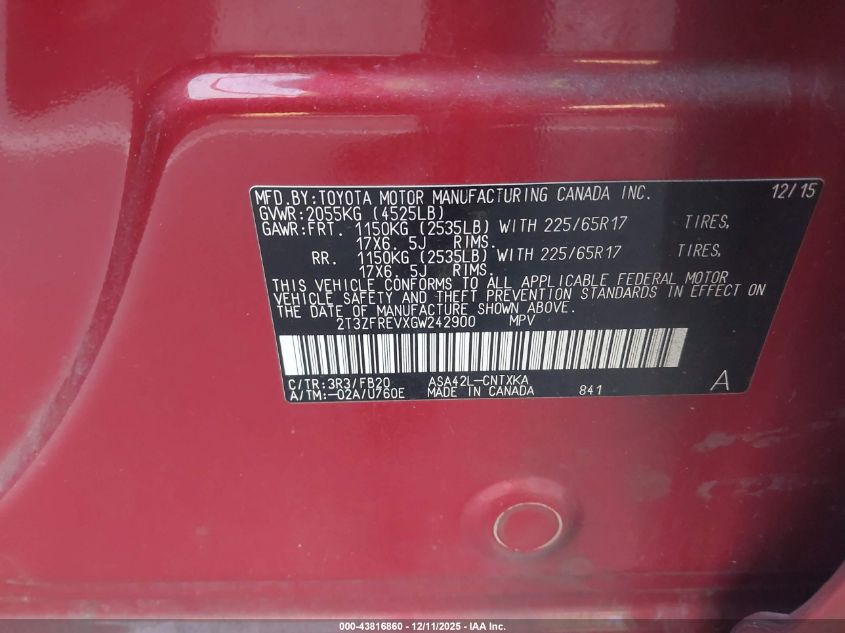 MFD.BY:TOYOTA MOTOR MANUFACTURING CANADA INC. 12/15
GVWR:2055KG (4525LB)
GAWR:FRT. 1150KG (2535LB) WITH 225/65R17 TIRES,
17X6. 5J RIMS.
RR. 1150KG (2535LB) WITH 225/65R17 TIRES,
17X6. 5J RIMS.
THIS VEHICLE CONFORMS TO ALL APPLICABLE FEDERAL MOTOR
VEHICLE SAFETY AND THEFT PREVENTION STANDARDS IN EFFECT ON
THE DATE OF MANUFACTURE SHOWN ABOVE.
2T3ZFREVXGW242900 MPV
C/TR:3R3/FB20 ASA42L-CNTXKA
A/TM:-02A/U760E MADE IN CANADA 841 A
000-43816860 - 12/11/2025 - IAA Inc.